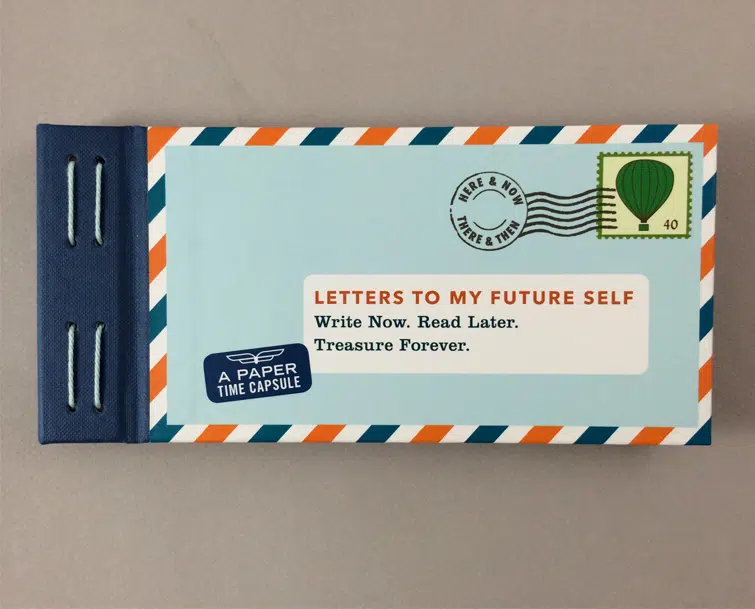 HERE & NOW
THERE & THEN
40
LETTERS TO MY FUTURE SELF
Write Now. Read Later.
Treasure Forever.
A PAPER
TIME CAPSULE